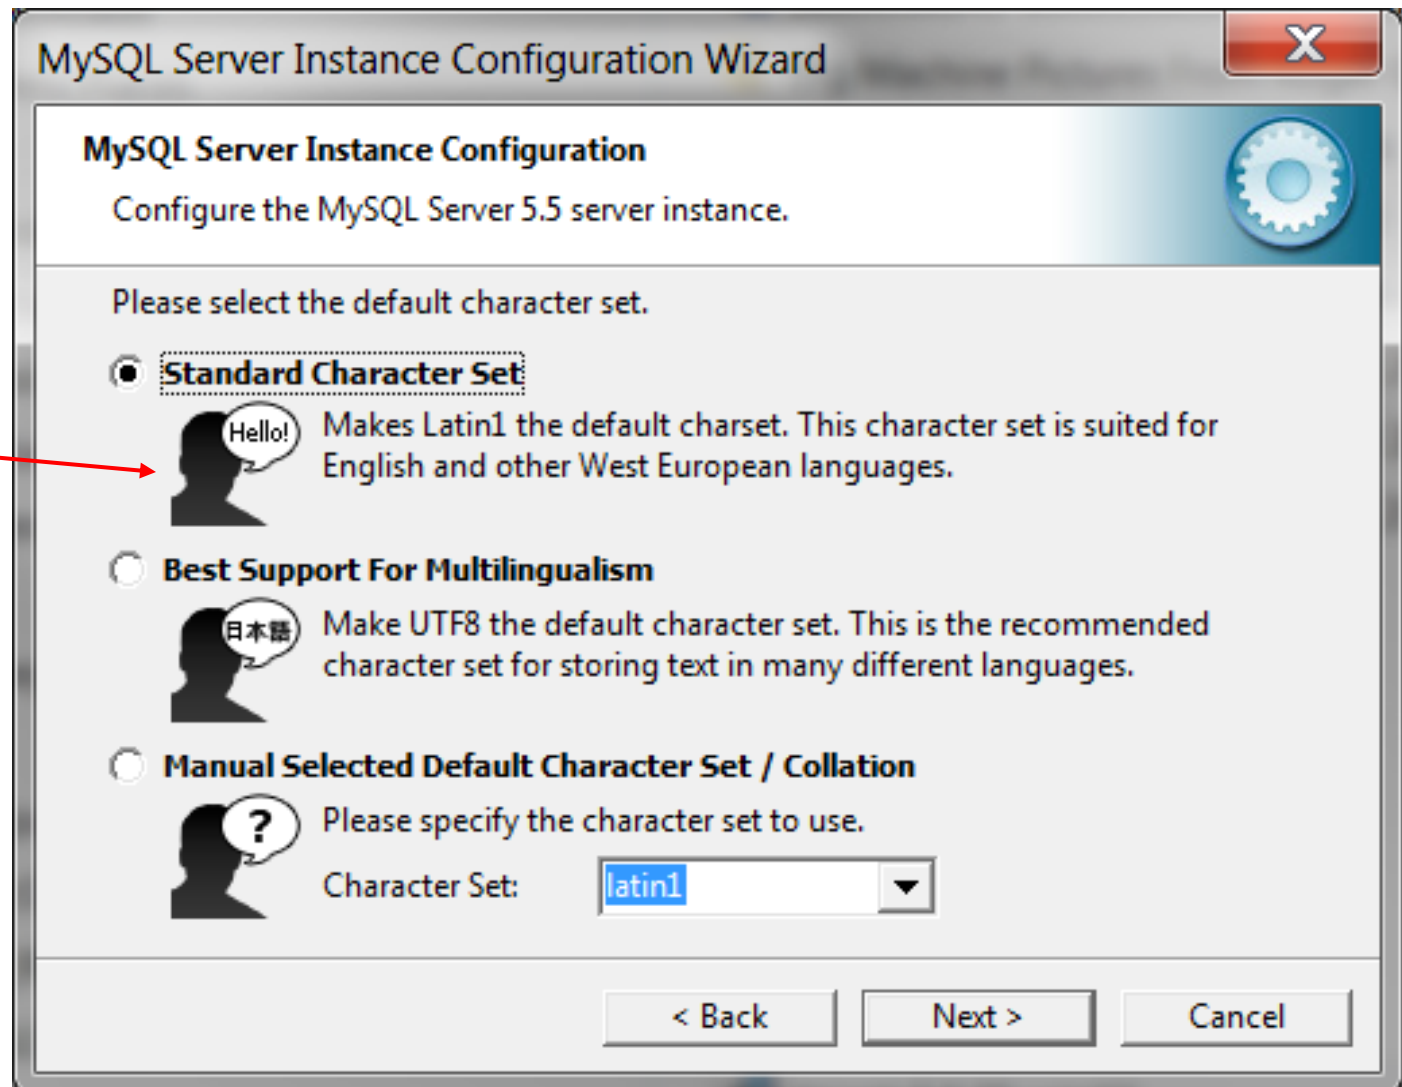 MySQL Server Instance Configuration Wizard
MySQL Server Instance Configuration
Configure the MySQL Server 5.5 server instance.
Please select the default character set.
Standard Character Set
Hello!
Makes Latin1 the default charset. This character set is suited for
English and other West European languages.
Best Support For Multilingualism
日本語
Make UTF8 the default character set. This is the recommended
character set for storing text in many different languages.
Manual Selected Default Character Set / Collation
?
Please specify the character set to use.
Character Set: latin1
< Back Next > Cancel